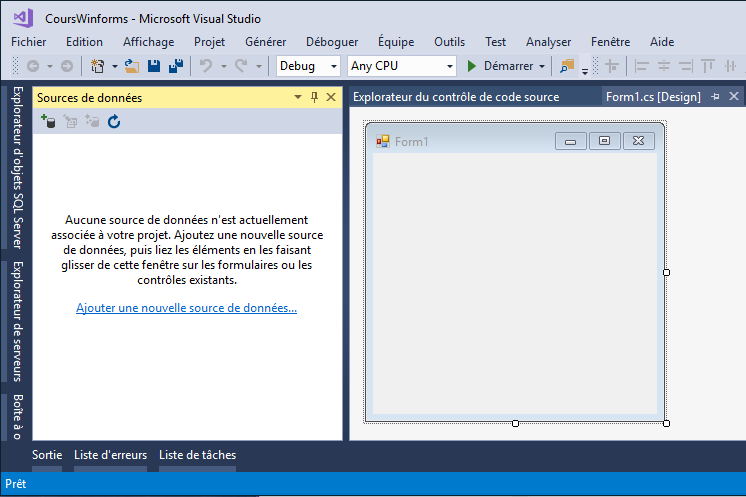 CoursWinforms - Microsoft Visual Studio
Fichier Edition Affichage Projet Générer Déboguer Équipe Outils Test Analyser Fenêtre Aide
Debug Any CPU Démarrer
Explorateur d'objets SQL Server
Explorateur de serveurs
Boîte à o
Sources de données
Aucune source de données n'est actuellement
associée à votre projet. Ajoutez une nouvelle source
de données, puis liez les éléments en les faisant
glisser de cette fenêtre sur les formulaires ou les
contrôles existants.
Ajouter une nouvelle source de données...
Explorateur du contrôle de code source Form1.cs [Design]
Form1
Sortie Liste d'erreurs Liste de tâches
Prêt